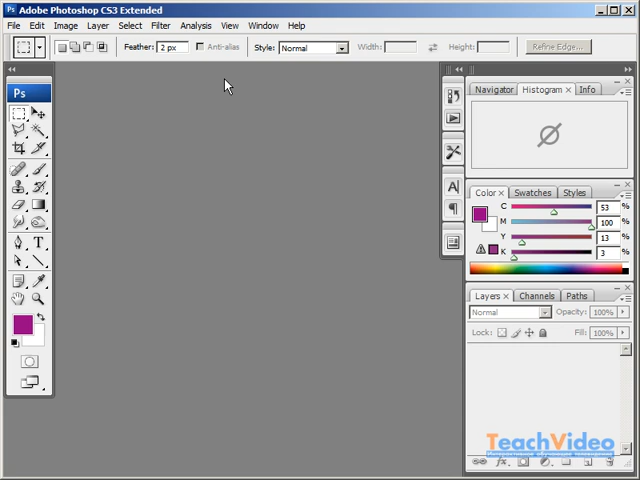 Ps Adobe Photoshop CS3 Extended
File Edit Image Layer Select Filter Analysis View Window Help
Feather: 2 px Anti-alias Style: Normal Width: Height: Refine Edge...
Ps
Navigator Histogram × Info
Color × Swatches Styles
C 53 %
M 100 %
Y 13 %
K 3 %
Layers × Channels Paths
Normal Opacity: 100%
Lock: Fill: 100%
TeachVideo